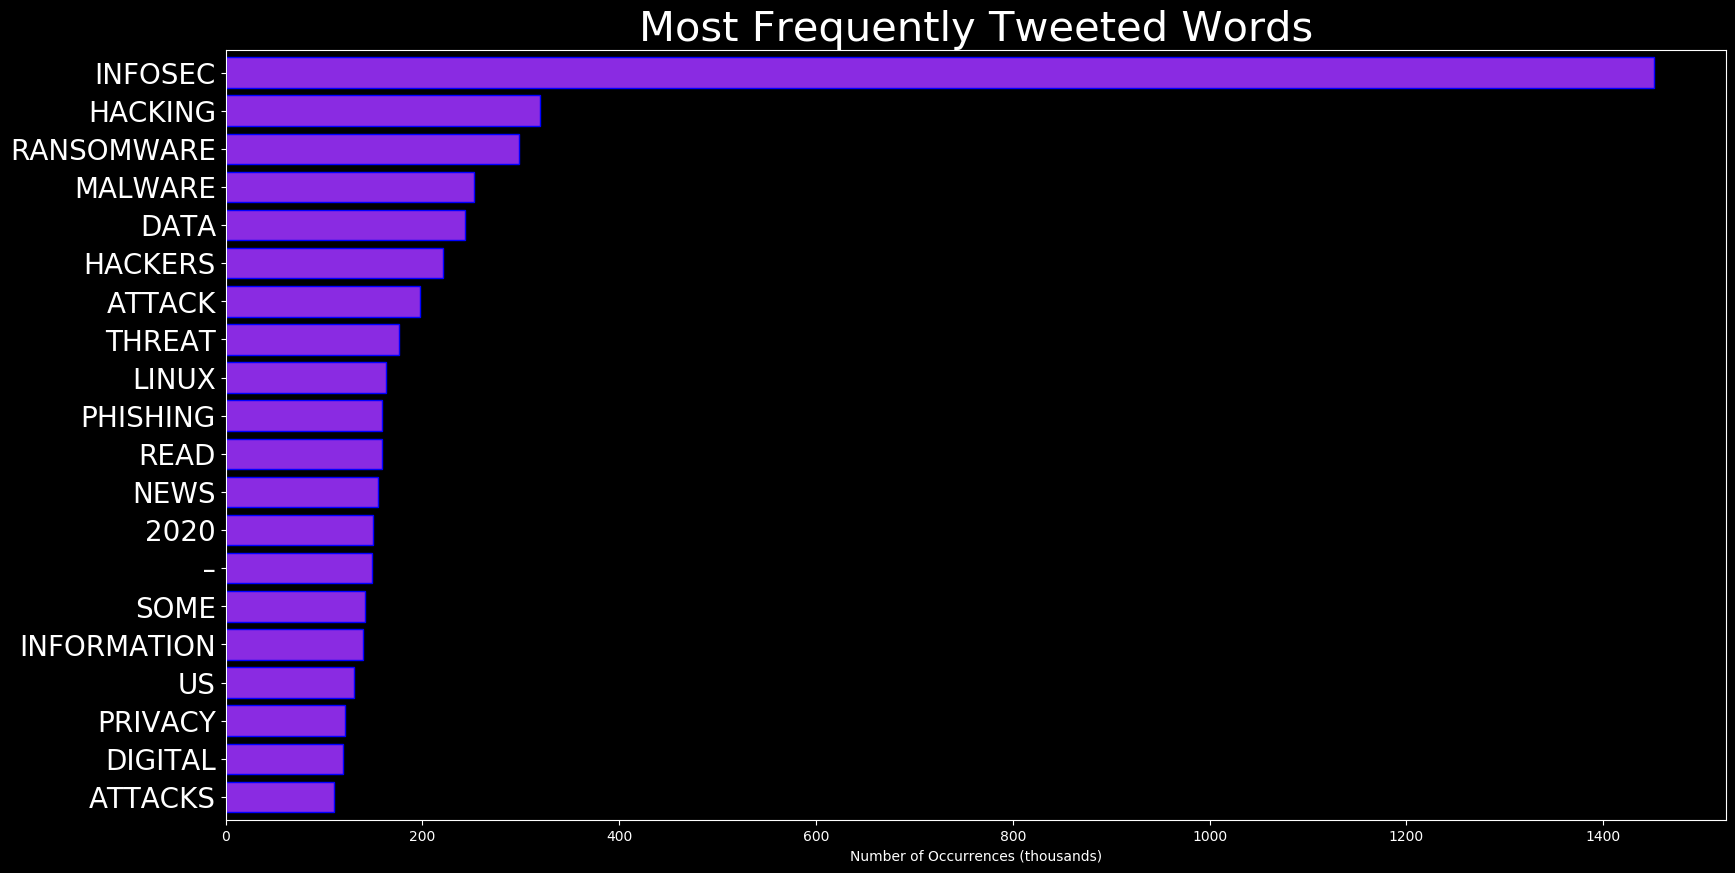 Most Frequently Tweeted Words
INFOSEC
HACKING
RANSOMWARE
MALWARE
DATA
HACKERS
ATTACK
THREAT
LINUX
PHISHING
READ
NEWS
2020
–
SOME
INFORMATION
US
PRIVACY
DIGITAL
ATTACKS
0 200 400 600 800 1000 1200 1400
Number of Occurrences (thousands)